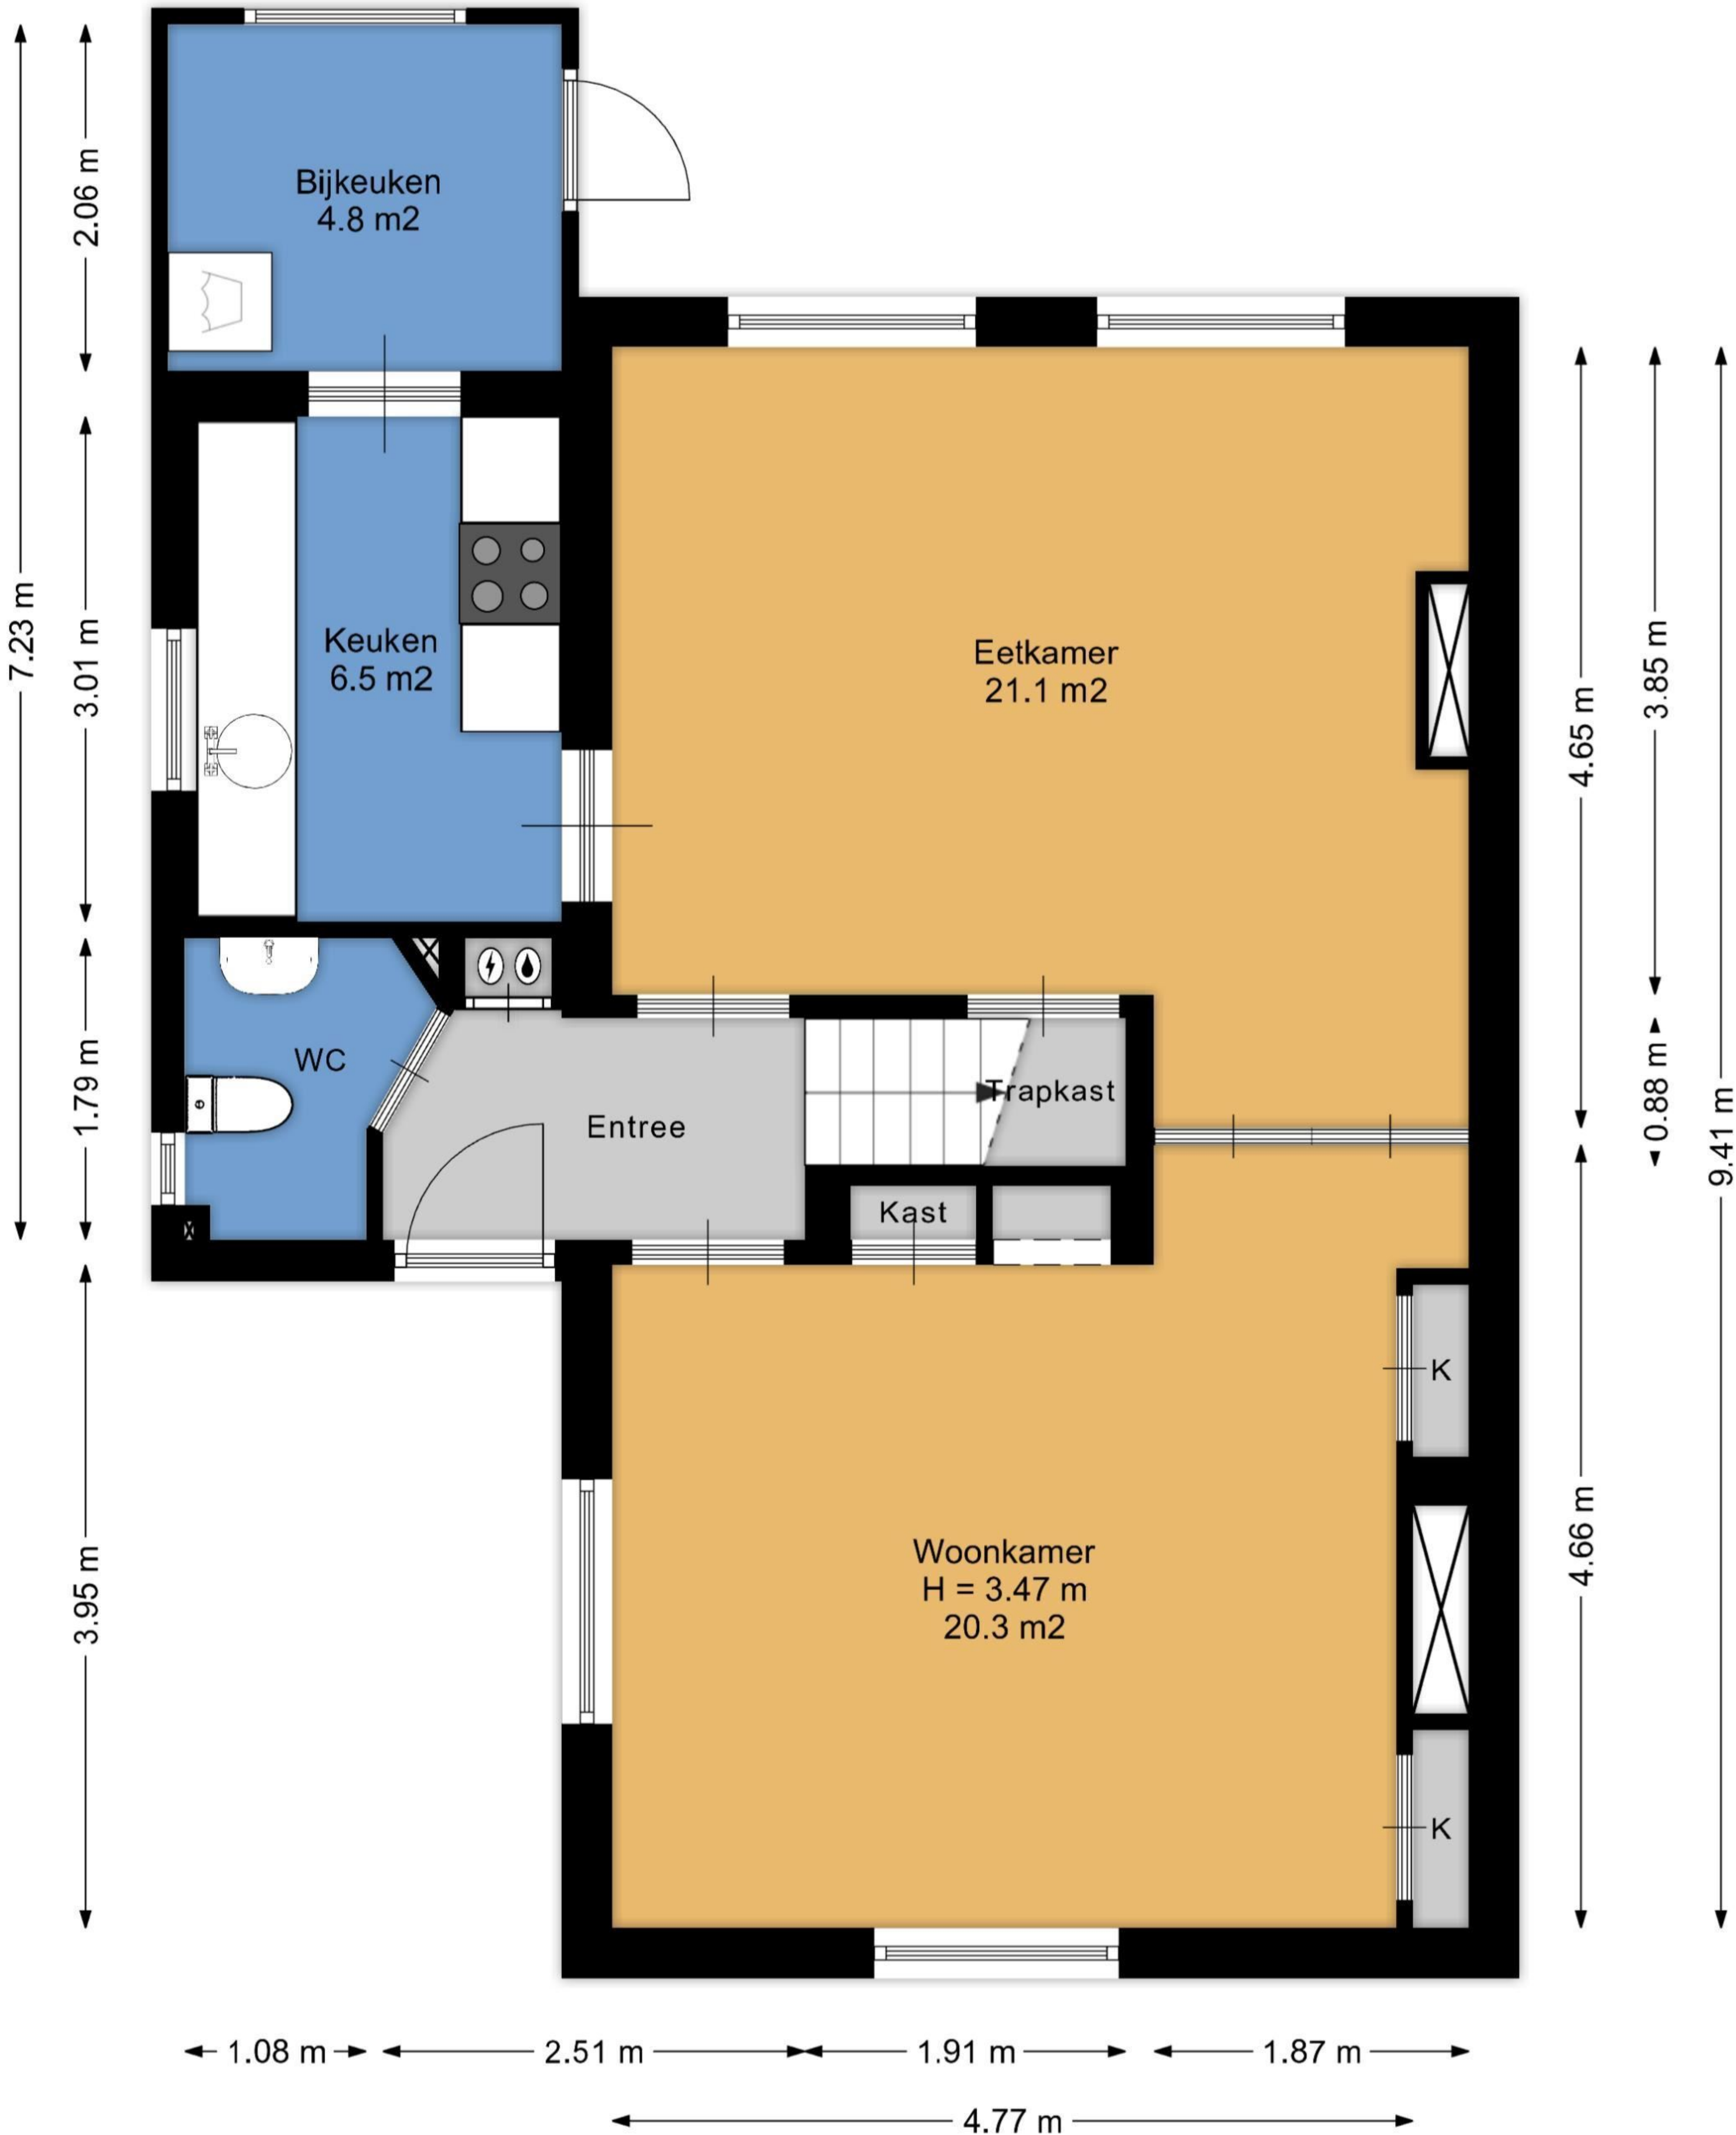 Bijkeuken
4.8 m2
Keuken
6.5 m2
Eetkamer
21.1 m2
WC
Entree
Trapkast
Kast
K
Woonkamer
H = 3.47 m
20.3 m2
K
7.23 m
2.06 m
3.01 m
1.79 m
3.95 m
4.65 m
4.66 m
3.85 m
0.88 m
9.41 m
1.08 m
2.51 m
1.91 m
1.87 m
4.77 m